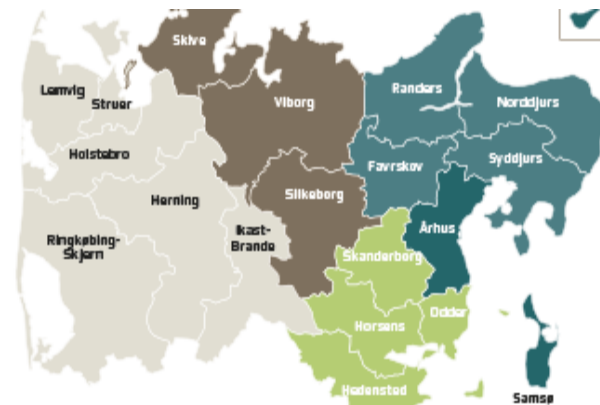 Skive
Lemvig
Struer
Viborg
Randers
Norddjurs
Holstebro
Favrskov
Syddjurs
Herning
Silkeborg
Ikast-
Brande
Århus
Ringkøbing-
Skjern
Skanderborg
Odder
Horsens
Hedensted
Samsø